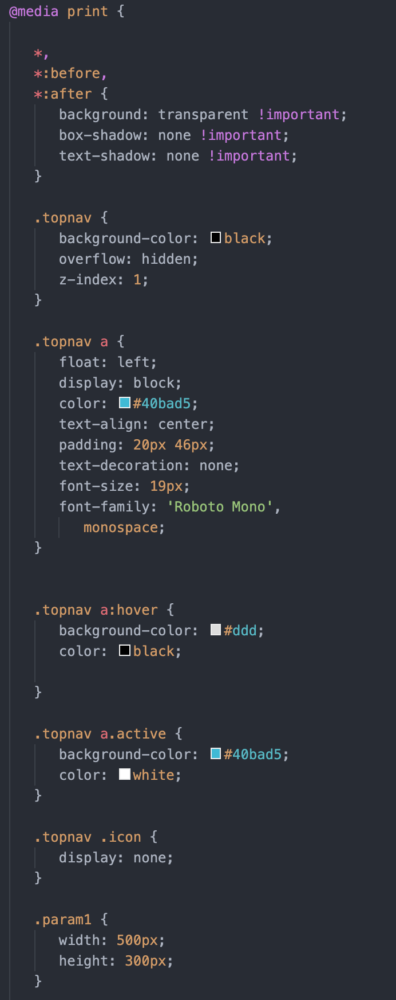 @media print {
*,
*:before,
*:after {
background: transparent !important;
box-shadow: none !important;
text-shadow: none !important;
}
.topnav {
background-color: black;
overflow: hidden;
z-index: 1;
}
.topnav a {
float: left;
display: block;
color: #40bad5;
text-align: center;
padding: 20px 46px;
text-decoration: none;
font-size: 19px;
font-family: 'Roboto Mono',
monospace;
}
.topnav a:hover {
background-color: #ddd;
color: black;
}
.topnav a.active {
background-color: #40bad5;
color: white;
}
.topnav .icon {
display: none;
}
.param1 {
width: 500px;
height: 300px;
}